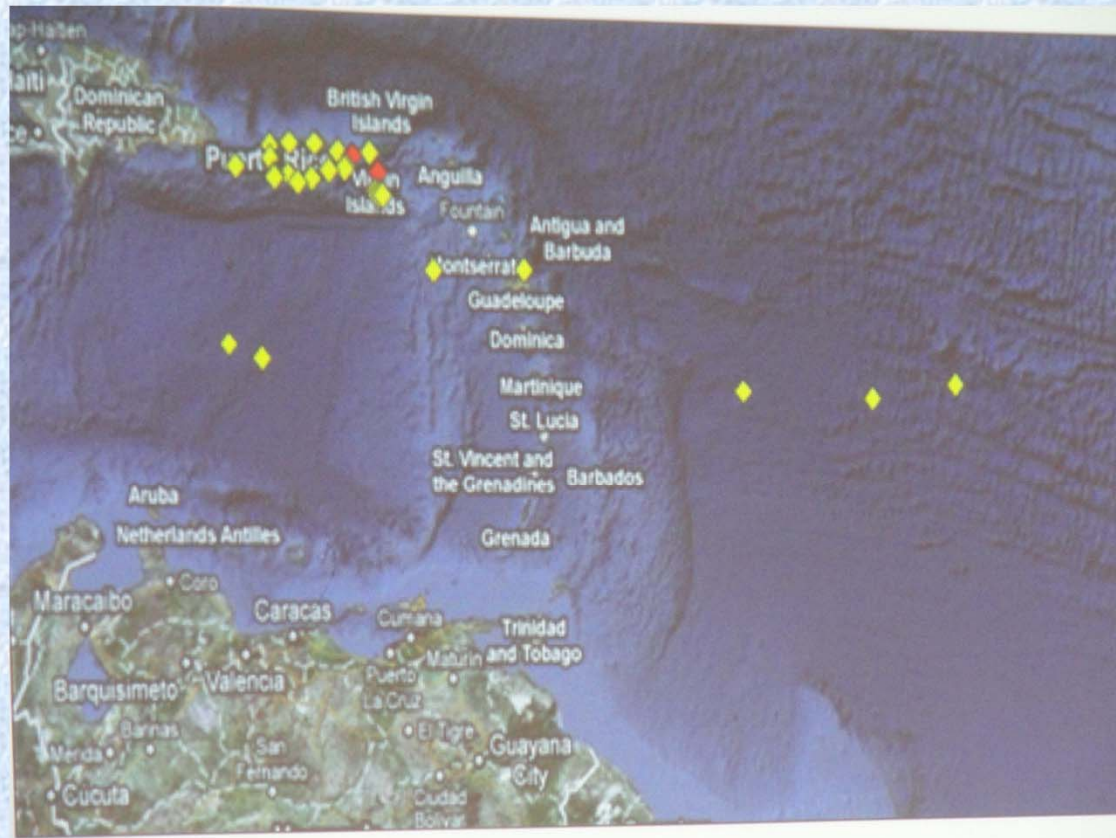 Dominican
Republic
British Virgin
Islands
Puert Rico
Virgin
Islands
Anguilla
Fountain
Antigua and
Barbuda
Montserrat
Guadeloupe
Dominica
Martinique
St. Lucia
St. Vincent and
the Grenadines
Barbados
Grenada
Aruba
Netherlands Antilles
Coro
Maracaibo
Caracas
Cumana
Trinidad
and Tobago
Maturin
Puerto
La Cruz
Barquisimeto
Valencia
Barinas
Merida
El Tigre
San
Fernando
Guayana
City
Cucuta
Ciudad
Bolivar